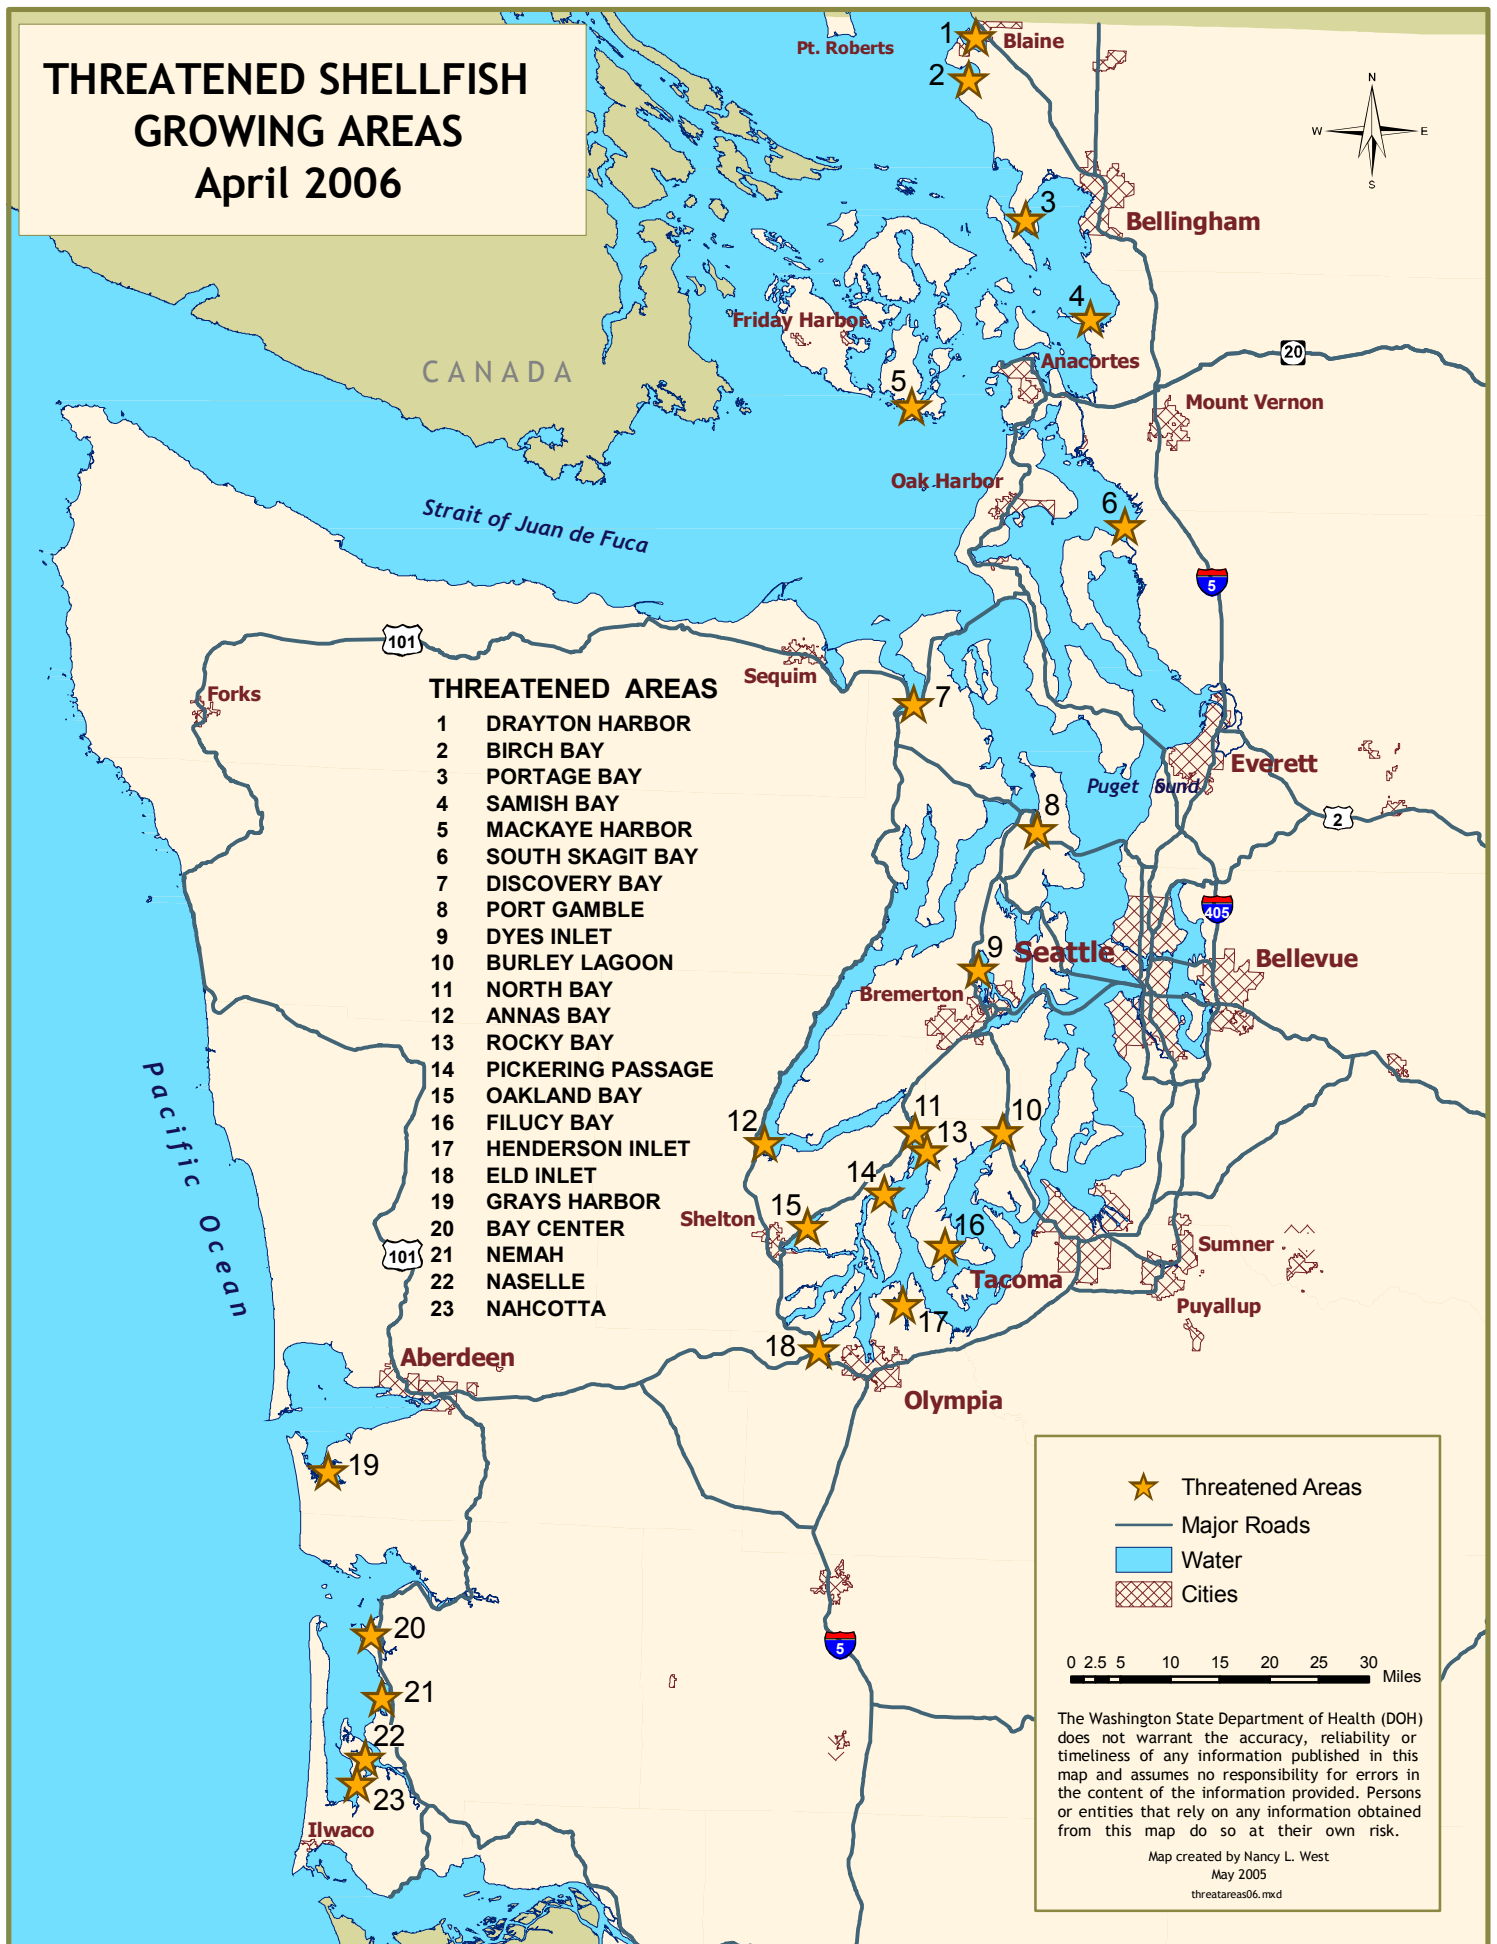 THREATENED SHELLFISH
GROWING AREAS
April 2006
Pt. Roberts
1
Blaine
2
N
W
E
S
3
Bellingham
4
Friday Harbor
Anacortes
20
CANADA
5
Mount Vernon
Oak Harbor
6
Strait of Juan de Fuca
5
101
Sequim
Forks
7
THREATENED AREAS
1 DRAYTON HARBOR
2 BIRCH BAY
3 PORTAGE BAY
4 SAMISH BAY
5 MACKAYE HARBOR
6 SOUTH SKAGIT BAY
7 DISCOVERY BAY
8 PORT GAMBLE
9 DYES INLET
10 BURLEY LAGOON
11 NORTH BAY
12 ANNAS BAY
13 ROCKY BAY
14 PICKERING PASSAGE
15 OAKLAND BAY
16 FILUCY BAY
17 HENDERSON INLET
18 ELD INLET
19 GRAYS HARBOR
20 BAY CENTER
21 NEMAH
22 NASELLE
23 NAHCOTTA
Everett
Puget Sund
8
2
405
9
Seattle
Bellevue
Bremerton
Pacific Ocean
11
10
12
13
14
15
Shelton
16
Sumner
101
Tacoma
Puyallup
17
18
Aberdeen
Olympia
19
Threatened Areas
Major Roads
Water
Cities
20
5
0 2.5 5 10 15 20 25 30
Miles
21
22
23
Ilwaco
The Washington State Department of Health (DOH)
does not warrant the accuracy, reliability or
timeliness of any information published in this
map and assumes no responsibility for errors in
the content of the information provided. Persons
or entities that rely on any information obtained
from this map do so at their own risk.
Map created by Nancy L. West
May 2005
threatareas06.mxd